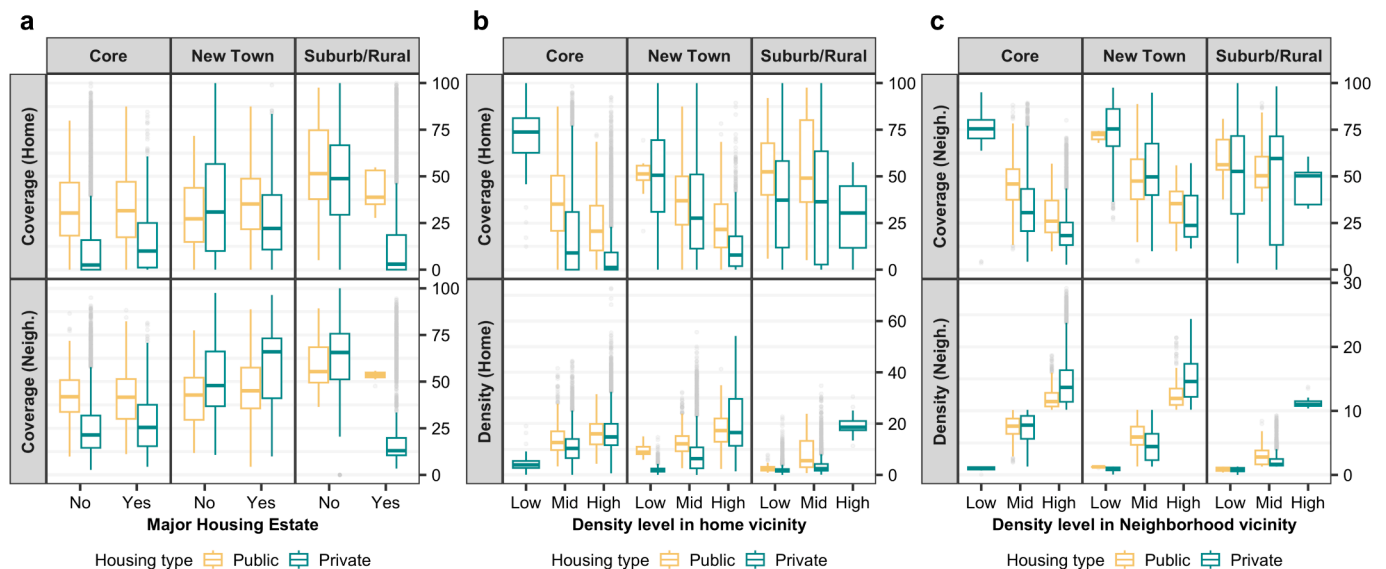 a
Core New Town Suburb/Rural
Coverage (Home)
100
75
50
25
0
Coverage (Neigh.)
100
75
50
25
0
No Yes No Yes No Yes
Major Housing Estate
Housing type Public Private
b
Core New Town Suburb/Rural
Coverage (Home)
100
75
50
25
0
Density (Home)
60
40
20
0
Low Mid High Low Mid High Low Mid High
Density level in home vicinity
Housing type Public Private
c
Core New Town Suburb/Rural
Coverage (Neigh.)
100
75
50
25
0
Density (Neigh.)
30
20
10
0
Low Mid High Low Mid High Low Mid High
Density level in Neighborhood vicinity
Housing type Public Private